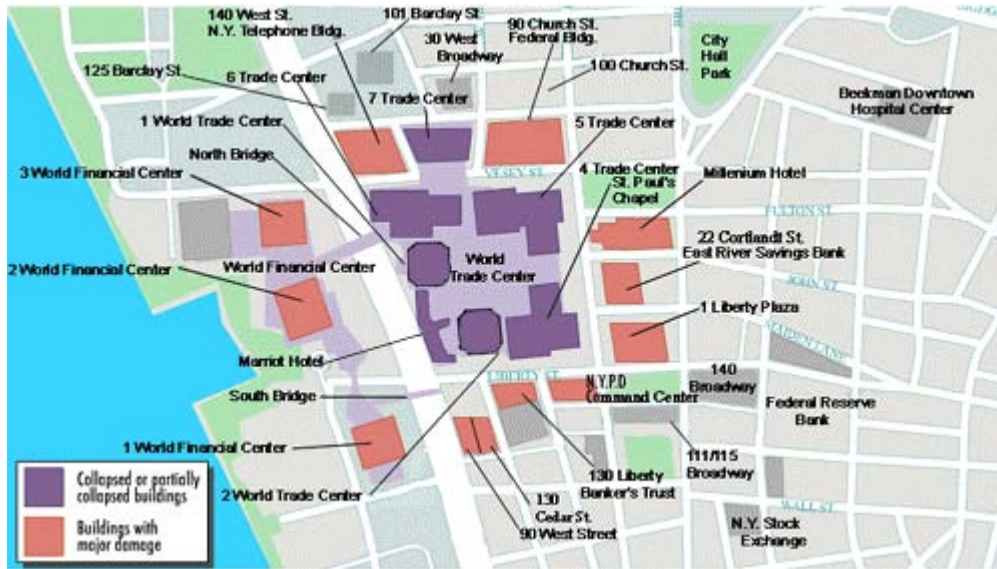 140 West St.
N.Y. Telephone Bldg.
101 Barclay St.
90 Church St.
Federal Bldg.
30 West
Broadway
City
Hall
Park
125 Barclay St.
6 Trade Center
100 Church St.
7 Trade Center
Beekman Downtown
Hospital Center
1 World Trade Center
5 Trade Center
North Bridge
4 Trade Center
St. Paul's
Chapel
Millenium Hotel
3 World Financial Center
VESEY ST.
FULTON ST.
22 Cortlandt St.
East River Savings Bank
2 World Financial Center
World Financial Center
World
Trade Center
JOHN ST.
1 Liberty Plaza
MAIDEN LANE
Marriot Hotel
LIBERTY ST.
South Bridge
N.Y.P.D
Command Center
140
Broadway
Federal Reserve
Bank
1 World Financial Center
111/115
Broadway
2 World Trade Center
130 Liberty
Banker's Trust
130
Cedar St.
90 West Street
WALL ST.
N.Y. Stock
Exchange
Collapsed or partially
collapsed buildings
Buildings with
major damage